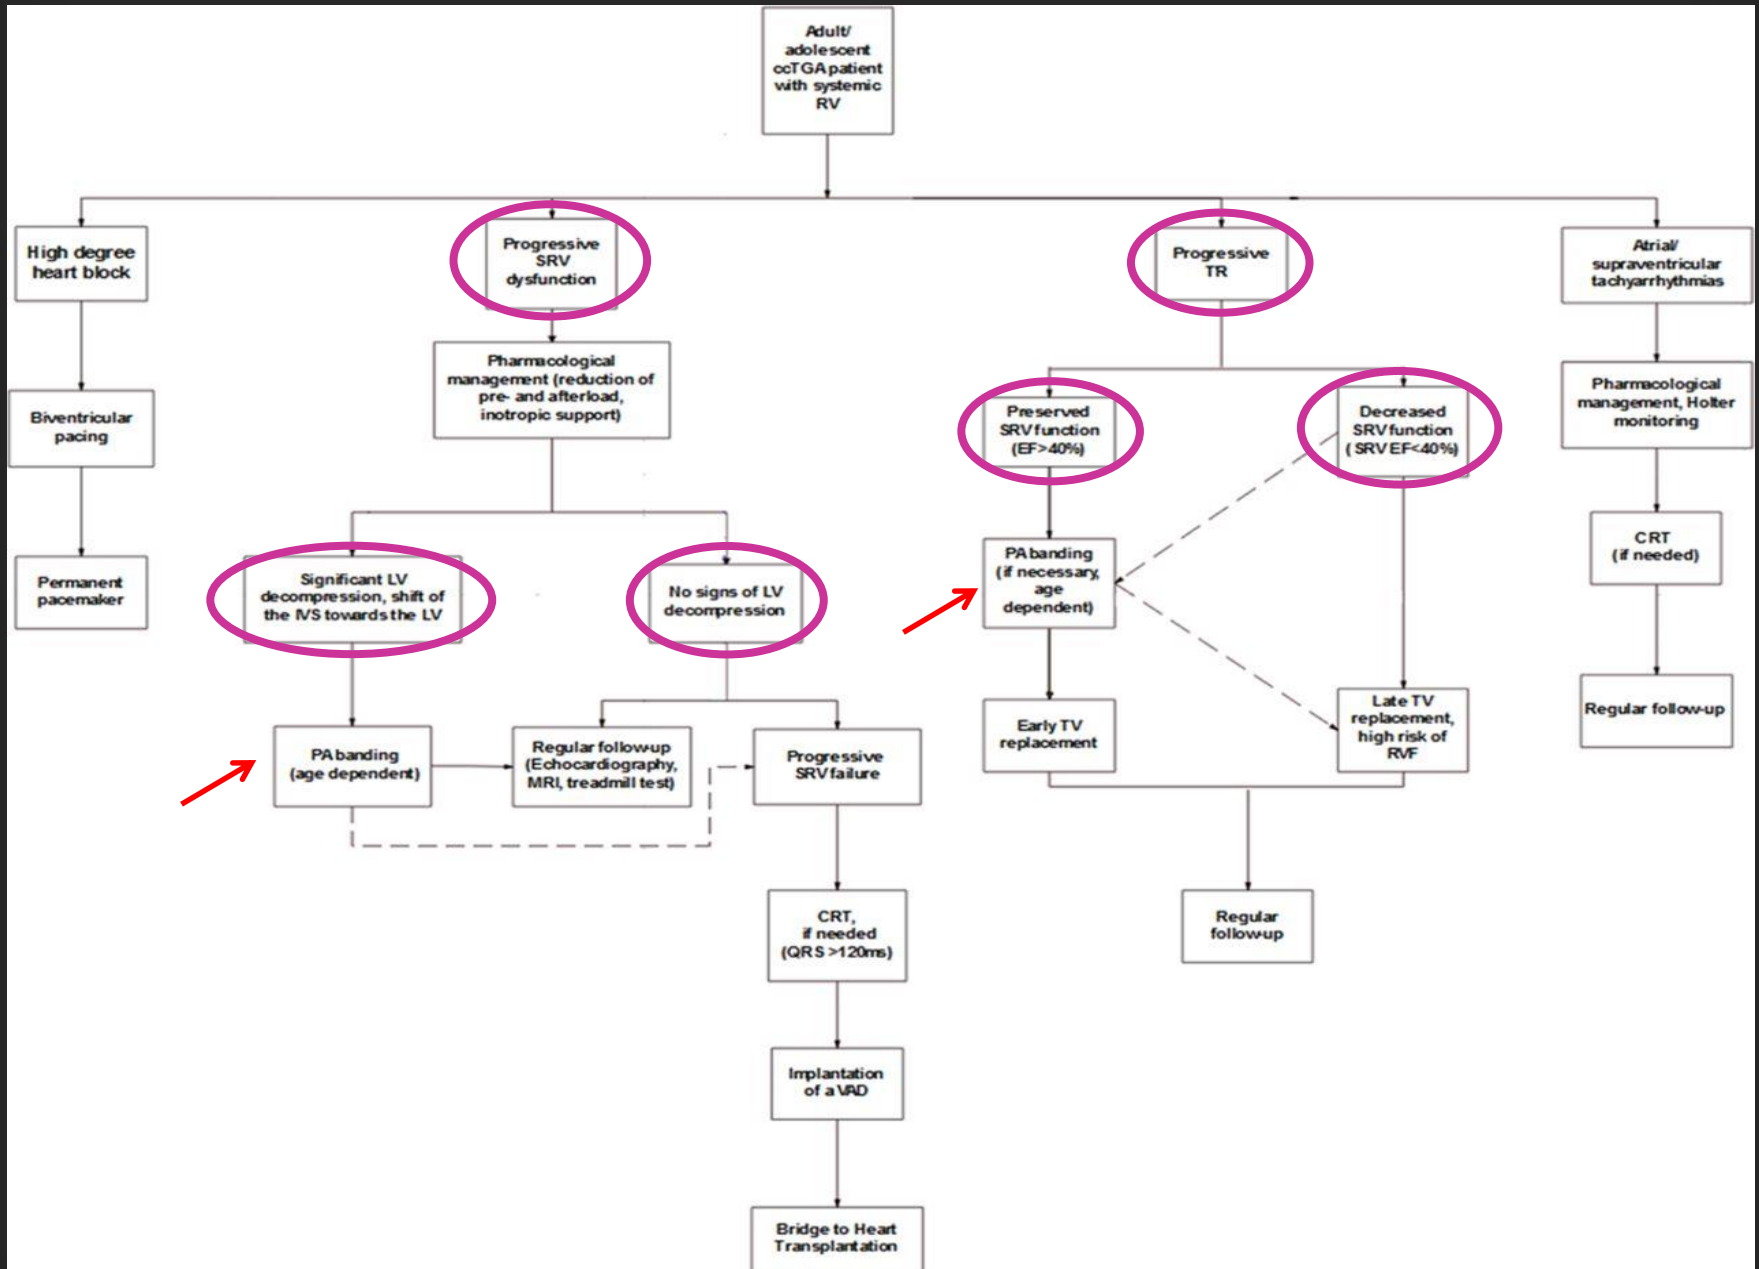 Adult/
adolescent
ccTGA patient
with systemic
RV
High degree
heart block
Progressive
SRV
dysfunction
Progressive
TR
Atrial/
supraventricular
tachyarrhythmias
Pharmacological
management (reduction of
pre- and afterload,
inotropic support)
Biventricular
pacing
Preserved
SRV function
(EF>40%)
Decreased
SRV function
( SRV EF<40%)
Pharmacological
management, Holter
monitoring
Permanent
pacemaker
Significant LV
decompression, shift of
the IVS towards the LV
No signs of LV
decompression
PA banding
(if necessary,
age
dependent)
CRT
(if needed)
PA banding
(age dependent)
Regular follow-up
(Echocardiography,
MRI, treadmill test)
Progressive
SRV failure
Early TV
replacement
Late TV
replacement,
high risk of
RVF
Regular follow-up
CRT,
if needed
(QRS >120ms)
Regular
follow-up
Implantation
of a VAD
Bridge to Heart
Transplantation